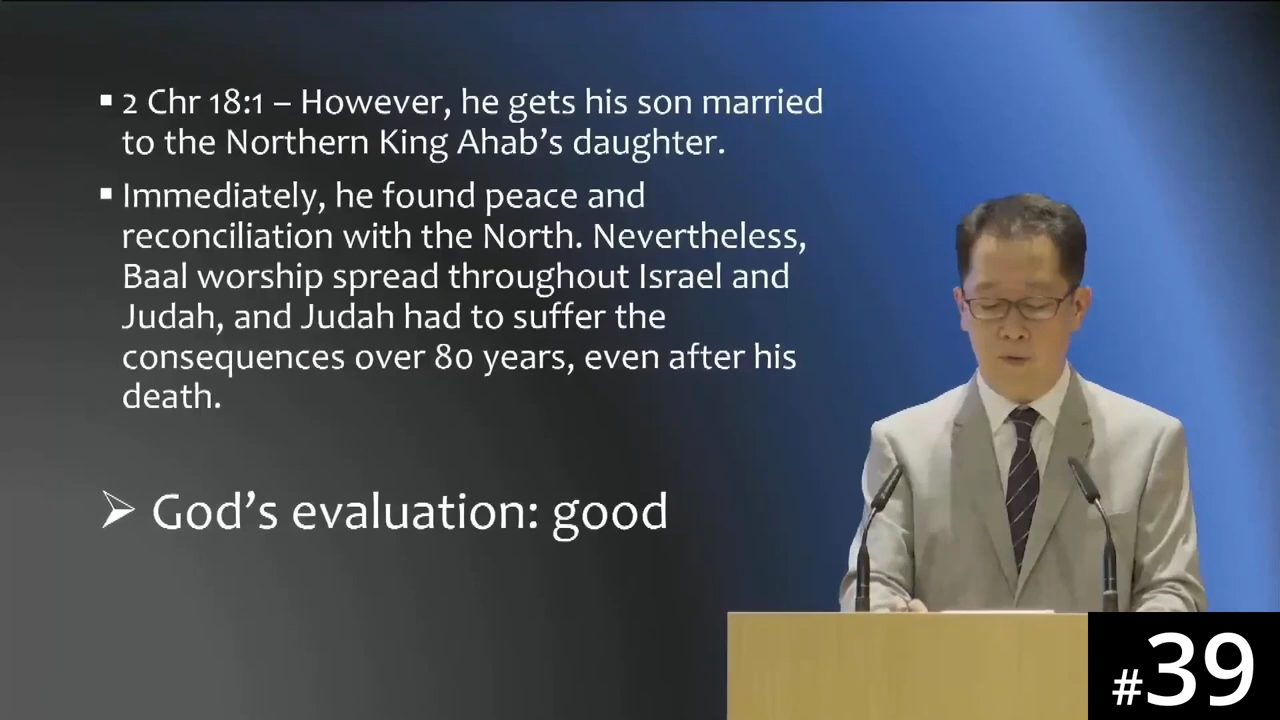 ▪ 2 Chr 18:1 – However, he gets his son married
to the Northern King Ahab's daughter.
▪ Immediately, he found peace and
reconciliation with the North. Nevertheless,
Baal worship spread throughout Israel and
Judah, and Judah had to suffer the
consequences over 80 years, even after his
death.
➢ God's evaluation: good
#39